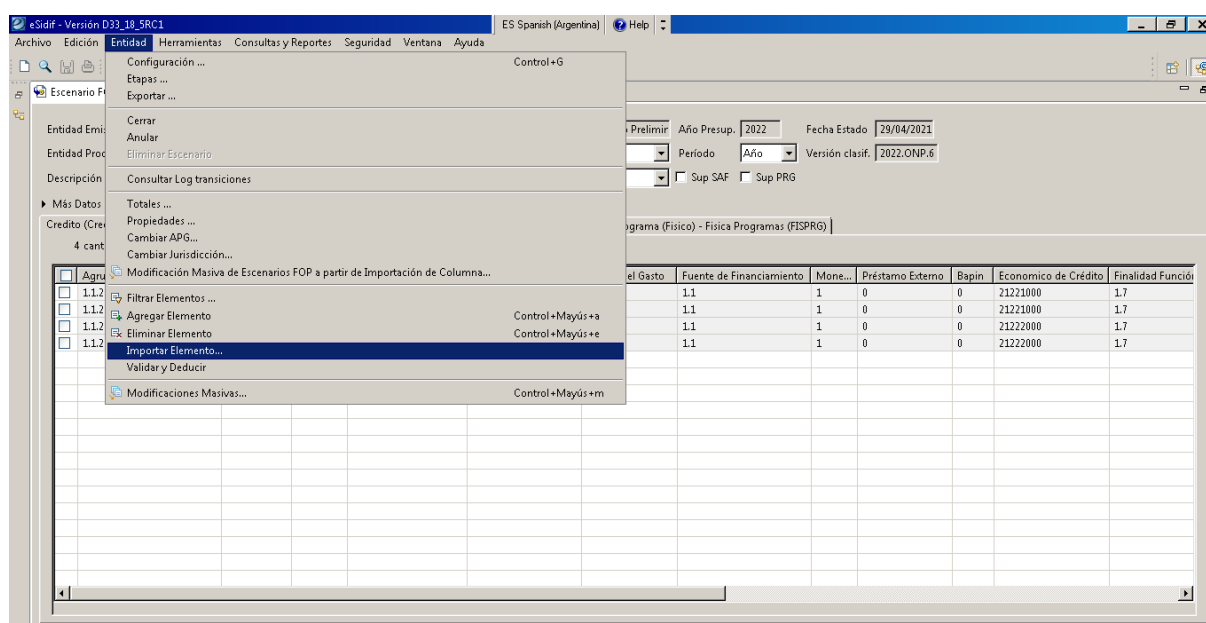 eSidif - Versión D33_18_5RC1 ES Spanish (Argentina) Help
Archivo Edición Entidad Herramientas Consultas y Reportes Seguridad Ventana Ayuda
Configuración ... Control+G
Etapas ...
Exportar ...
Escenario
Cerrar
Anular
Eliminar Escenario
Consultar Log transiciones
Totales ...
Propiedades ...
Cambiar APG...
Cambiar Jurisdicción...
Modificación Masiva de Escenarios FOP a partir de Importación de Columna...
Filtrar Elementos ...
Agregar Elemento Control+Mayús+a
Eliminar Elemento Control+Mayús+e
Importar Elemento...
Validar y Deducir
Modificaciones Masivas... Control+Mayús+m
Entidad Emi Prelimir Año Presup. 2022 Fecha Estado 29/04/2021
Entidad Proc Período Año Versión clasif. 2022.ONP.6
Descripción Sup SAF Sup PRG
Más Datos
Credito (Cre ograma (Fisico) - Fisica Programas (FISPRG)
4 cant
Agru el Gasto Fuente de Financiamiento Mone... Préstamo Externo Bapin Economico de Crédito Finalidad Función
1.1.2 1.1 1 0 0 21221000 1.7
1.1.2 1.1 1 0 0 21221000 1.7
1.1.2 1.1 1 0 0 21222000 1.7
1.1.2 1.1 1 0 0 21222000 1.7